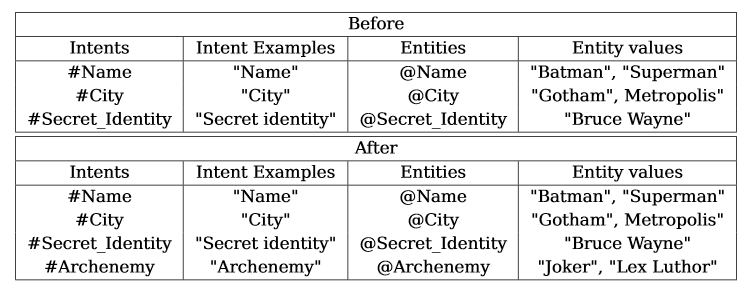 Before
Intents Intent Examples Entities Entity values
#Name "Name" @Name "Batman", "Superman"
#City "City" @City "Gotham", Metropolis"
#Secret_Identity "Secret identity" @Secret_Identity "Bruce Wayne"
After
Intents Intent Examples Entities Entity values
#Name "Name" @Name "Batman", "Superman"
#City "City" @City "Gotham", Metropolis"
#Secret_Identity "Secret identity" @Secret_Identity "Bruce Wayne"
#Archenemy "Archenemy" @Archenemy "Joker", "Lex Luthor"